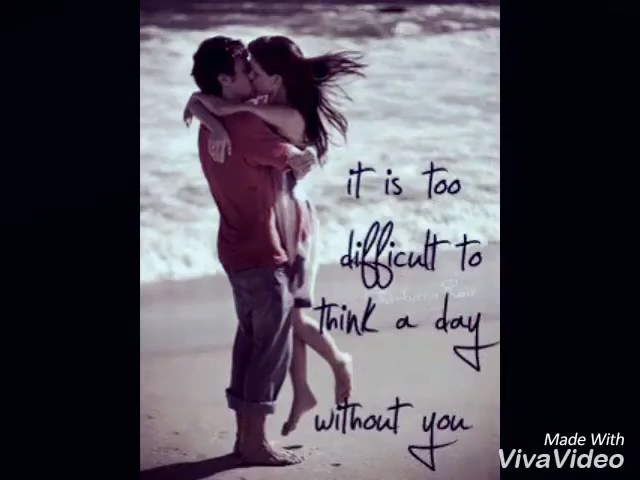 it is too
difficult to
think a day
without you
Made With
VivaVideo